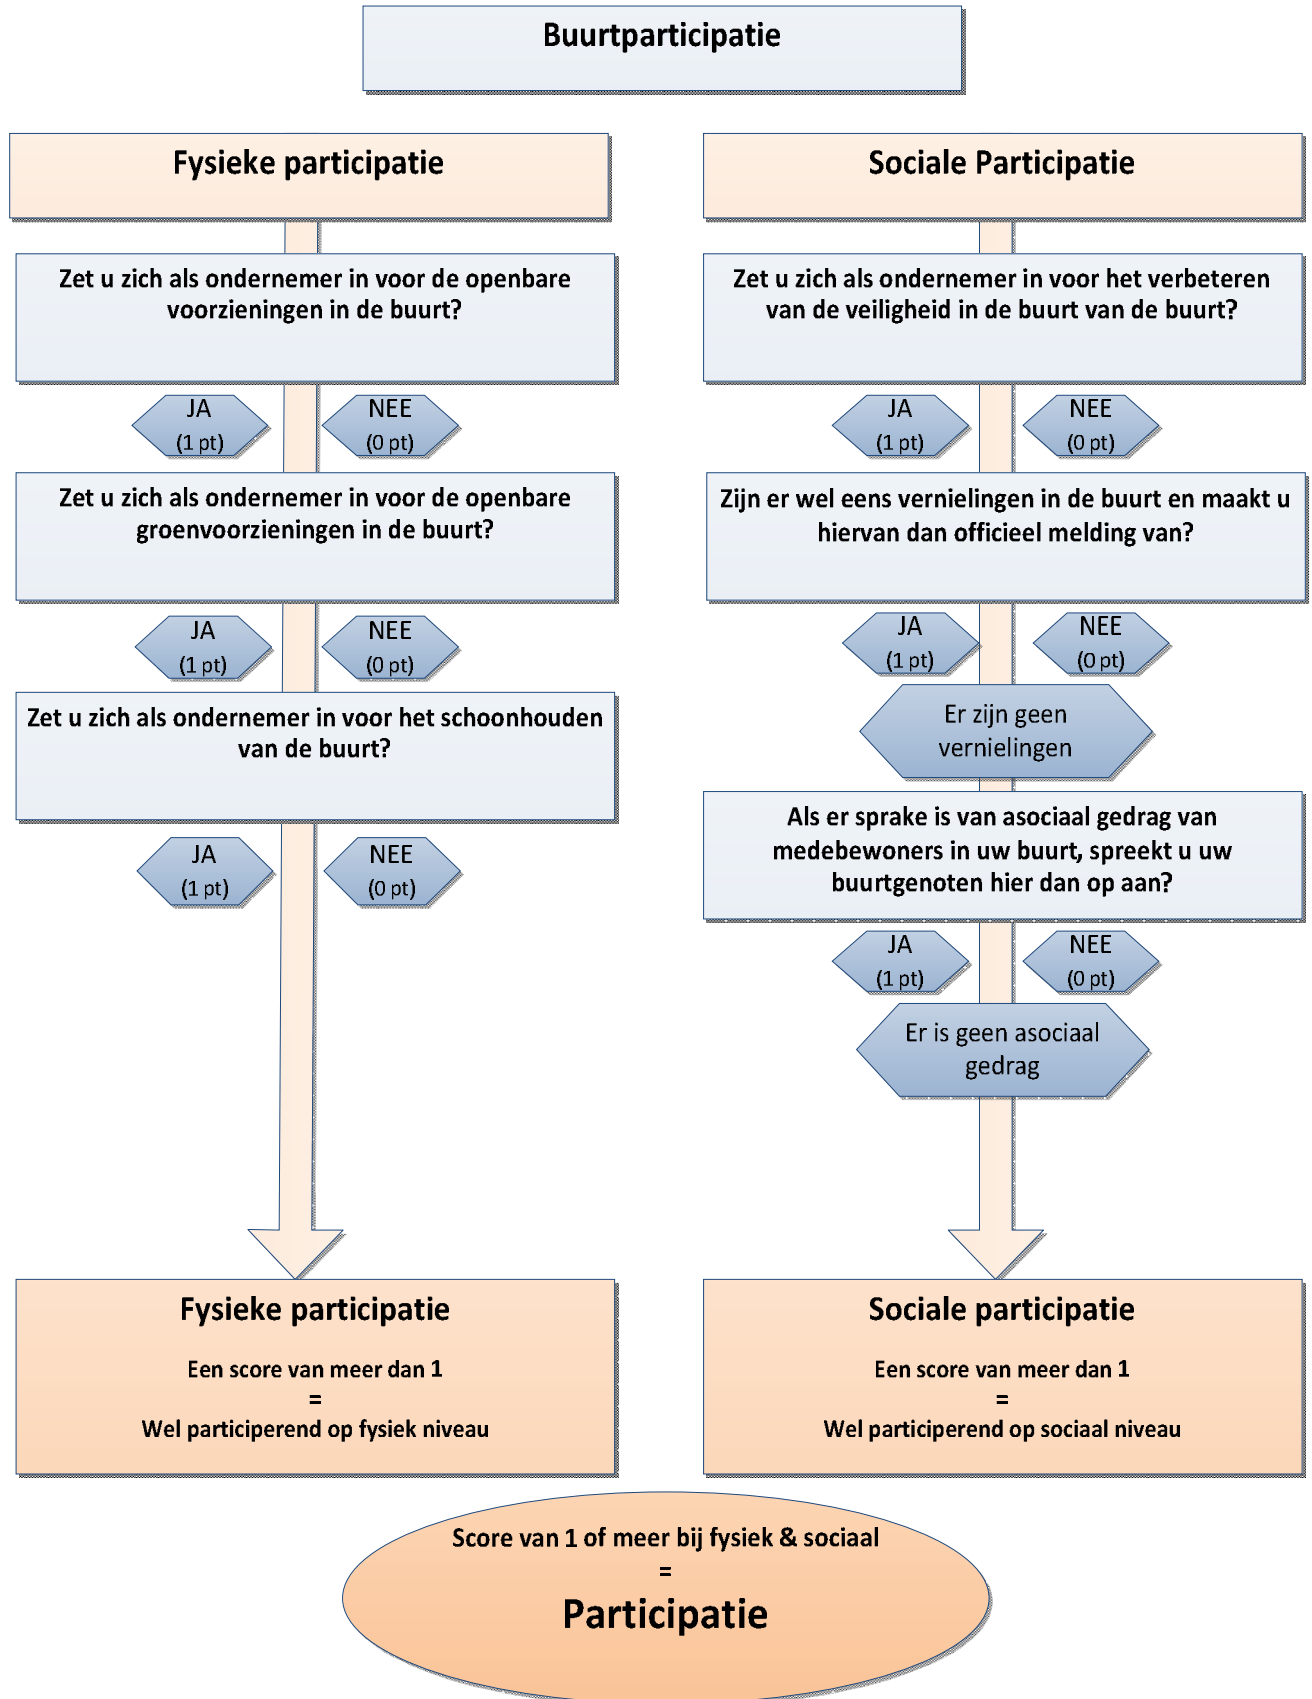 Buurtparticipatie
Fysieke participatie
Zet u zich als ondernemer in voor de openbare
voorzieningen in de buurt?
JA
(1 pt)
NEE
(0 pt)
Zet u zich als ondernemer in voor de openbare
groenvoorzieningen in de buurt?
JA
(1 pt)
NEE
(0 pt)
Zet u zich als ondernemer in voor het schoonhouden
van de buurt?
JA
(1 pt)
NEE
(0 pt)
Fysieke participatie
Een score van meer dan 1
=
Wel participerend op fysiek niveau
Sociale Participatie
Zet u zich als ondernemer in voor het verbeteren
van de veiligheid in de buurt van de buurt?
JA
(1 pt)
NEE
(0 pt)
Zijn er wel eens vernielingen in de buurt en maakt u
hiervan dan officieel melding van?
JA
(1 pt)
NEE
(0 pt)
Er zijn geen
vernielingen
Als er sprake is van asociaal gedrag van
medebewoners in uw buurt, spreekt u uw
buurtgenoten hier dan op aan?
JA
(1 pt)
NEE
(0 pt)
Er is geen asociaal
gedrag
Sociale participatie
Een score van meer dan 1
=
Wel participerend op sociaal niveau
Score van 1 of meer bij fysiek & sociaal
=
Participatie